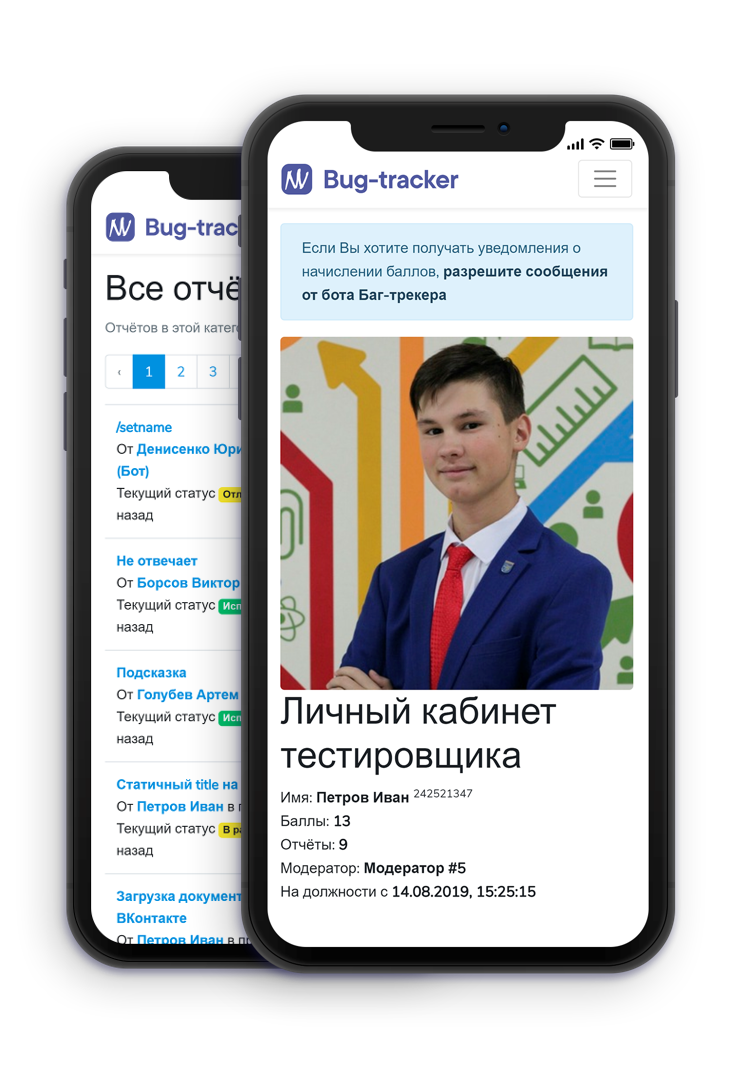 Bug-tracker
Если Вы хотите получать уведомления о
начислении баллов, разрешите сообщения
от бота Баг-трекера
Личный кабинет
тестировщика
Имя: Петров Иван 242521347
Баллы: 13
Отчёты: 9
Модератор: Модератор #5
На должности с 14.08.2019, 15:25:15
Bug-trac
Все отчё
Отчётов в этой катего
‹ 1 2 3
/setname
От Денисенко Юри
(Бот)
Текущий статус Отл
назад
Не отвечает
От Борсов Виктор
Текущий статус Исп
назад
Подсказка
От Голубев Артем
Текущий статус Исп
назад
Статичный title на
От Петров Иван в
Текущий статус В ра
назад
Загрузка документ
ВКонтакте
От Петров Иван в пр